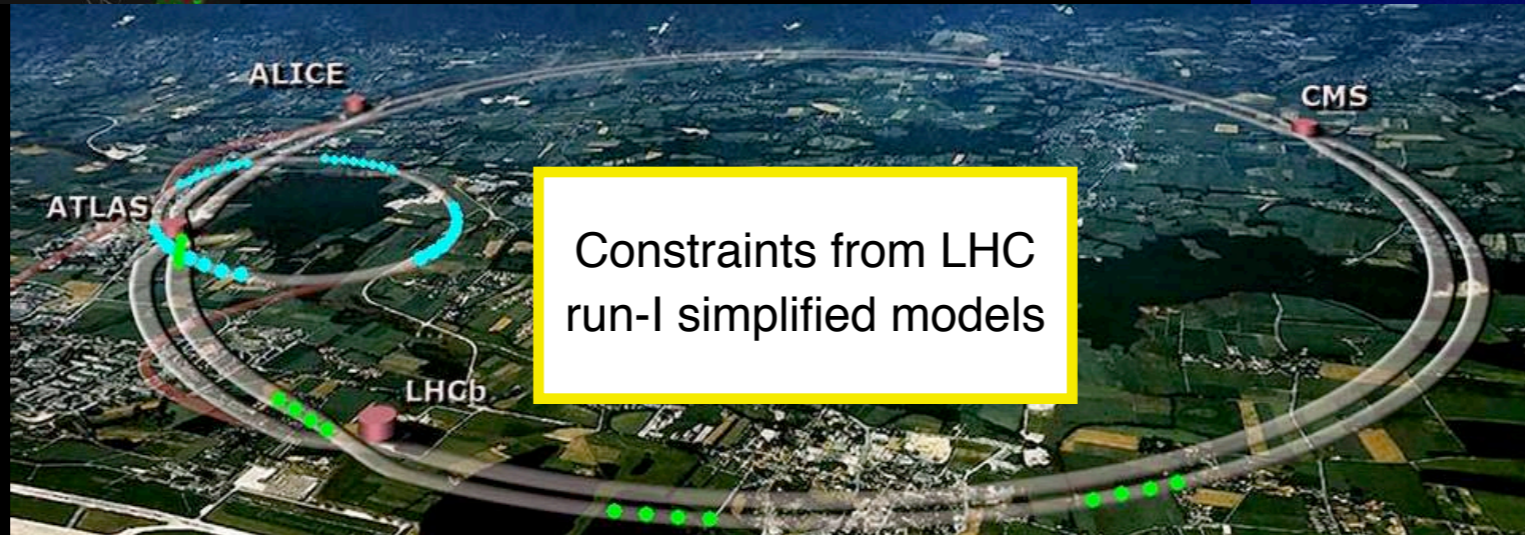 ALICE
CMS
ATLAS
Constraints from LHC
run-I simplified models
LHCb